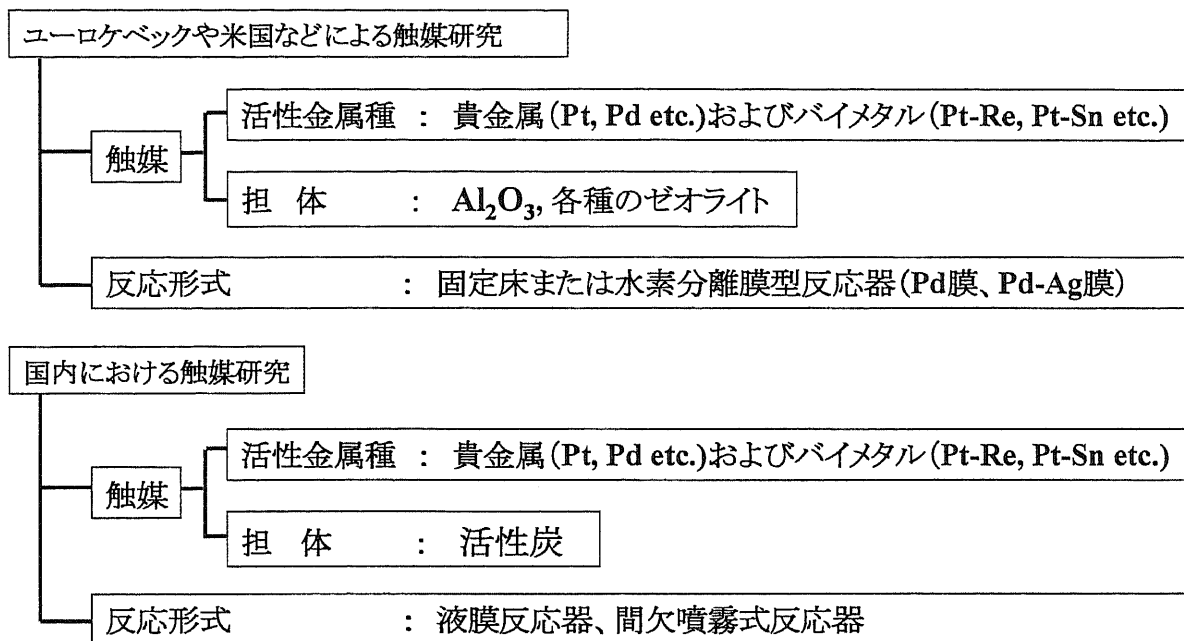 ユーロケベックや米国などによる触媒研究
活性金属種 ： 貴金属(Pt, Pd etc.)およびバイメタル(Pt-Re, Pt-Sn etc.)
触媒
担 体 ： Al₂O₃, 各種のゼオライト
反応形式 ： 固定床または水素分離膜型反応器(Pd膜、Pd-Ag膜)
国内における触媒研究
活性金属種 ： 貴金属(Pt, Pd etc.)およびバイメタル(Pt-Re, Pt-Sn etc.)
触媒
担 体 ： 活性炭
反応形式 ： 液膜反応器、間欠噴霧式反応器